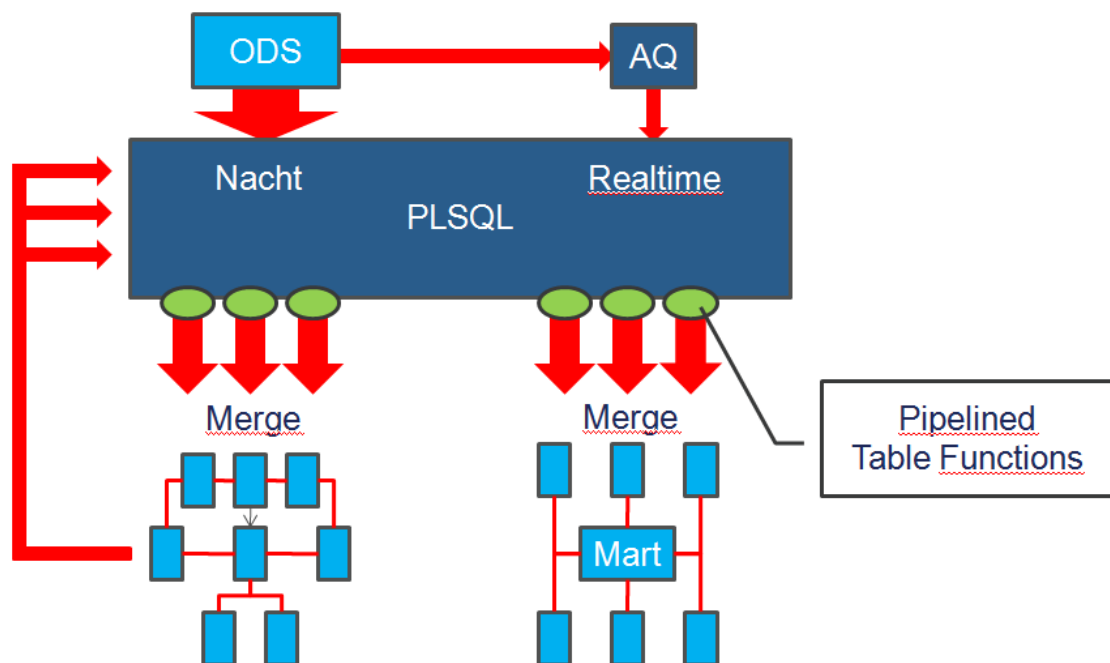 ODS
AQ
Nacht
Realtime
PLSQL
Merge
Merge
Pipelined
Table Functions
Mart